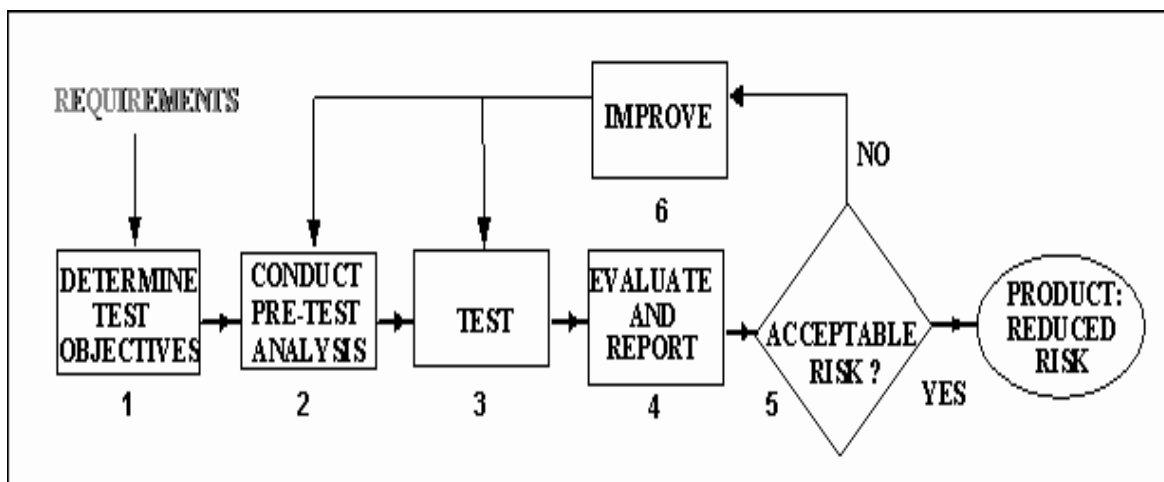 REQUIREMENTS
IMPROVE
NO
6
DETERMINE
TEST
OBJECTIVES
1
CONDUCT
PRE-TEST
ANALYSIS
2
TEST
3
EVALUATE
AND
REPORT
4
ACCEPTABLE
RISK ?
5
YES
PRODUCT:
REDUCED
RISK